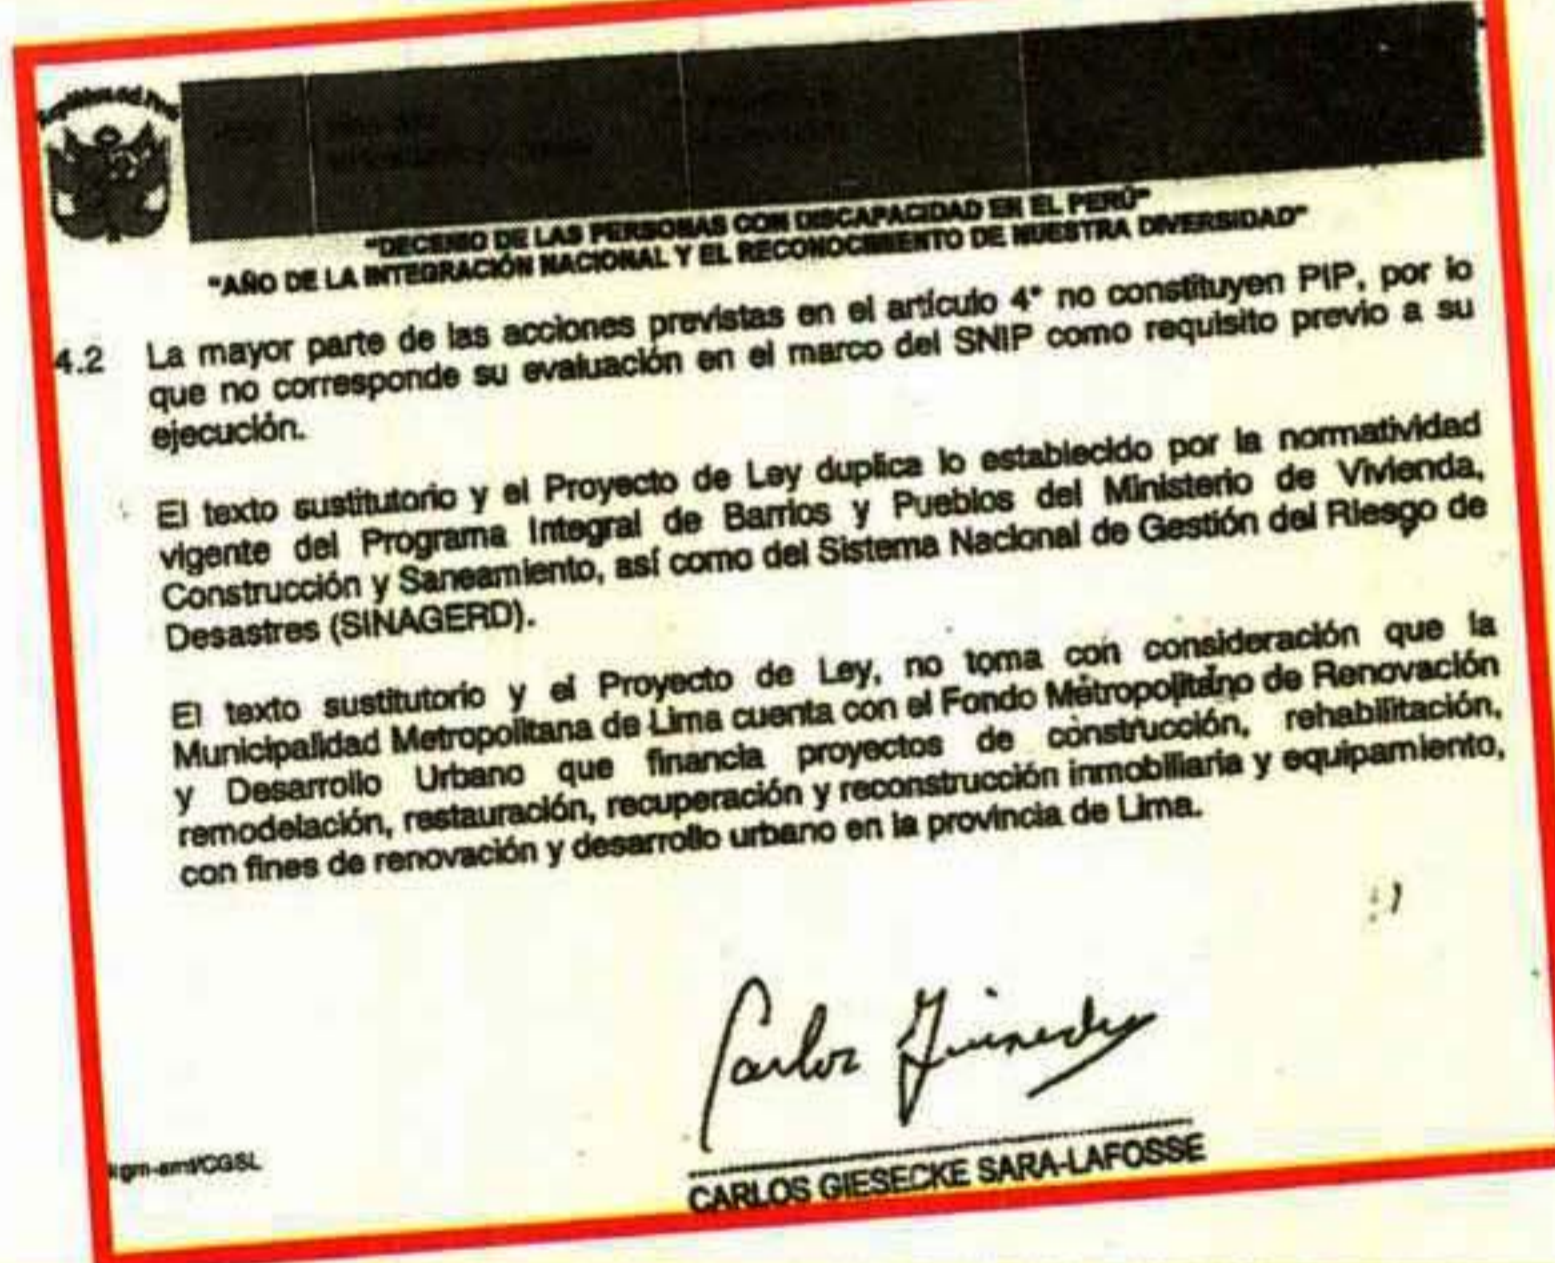 República del Perú
"DECENIO DE LAS PERSONAS CON DISCAPACIDAD EN EL PERÚ"
"AÑO DE LA INTEGRACIÓN NACIONAL Y EL RECONOCIMIENTO DE NUESTRA DIVERSIDAD"
4.2 La mayor parte de las acciones previstas en el artículo 4° no constituyen PIP, por lo
que no corresponde su evaluación en el marco del SNIP como requisito previo a su
ejecución.
El texto sustitutorio y el Proyecto de Ley duplica lo establecido por la normatividad
vigente del Programa Integral de Barrios y Pueblos del Ministerio de Vivienda,
Construcción y Saneamiento, así como del Sistema Nacional de Gestión del Riesgo de
Desastres (SINAGERD).
El texto sustitutorio y el Proyecto de Ley, no toma con consideración que la
Municipalidad Metropolitana de Lima cuenta con el Fondo Metropolitano de Renovación
y Desarrollo Urbano que financia proyectos de construcción, rehabilitación,
remodelación, restauración, recuperación y reconstrucción inmobiliaria y equipamiento,
con fines de renovación y desarrollo urbano en la provincia de Lima.
CARLOS GIESECKE SARA-LAFOSSE